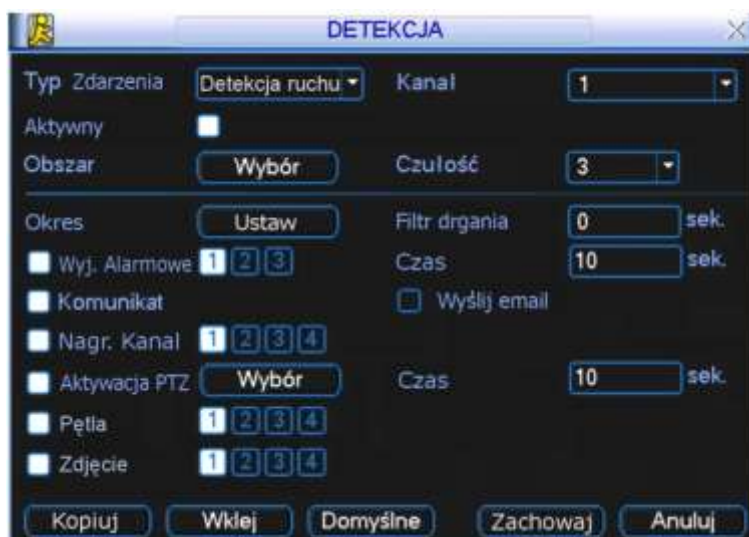 DETEKCJA
Typ Zdarzenia Detekcja ruchu Kanał 1
Aktywny
Obszar Wybór Czułość 3
Okres Ustaw Filtr drgania 0 sek.
Wyj. Alarmowe 1 2 3 Czas 10 sek.
Komunikat Wyślij email
Nagr. Kanal 1 2 3 4
Aktywacja PTZ Wybór Czas 10 sek.
Pętla 1 2 3 4
Zdjęcie 1 2 3 4
Kopiuj Wklej Domyślne Zachowaj Anuluj